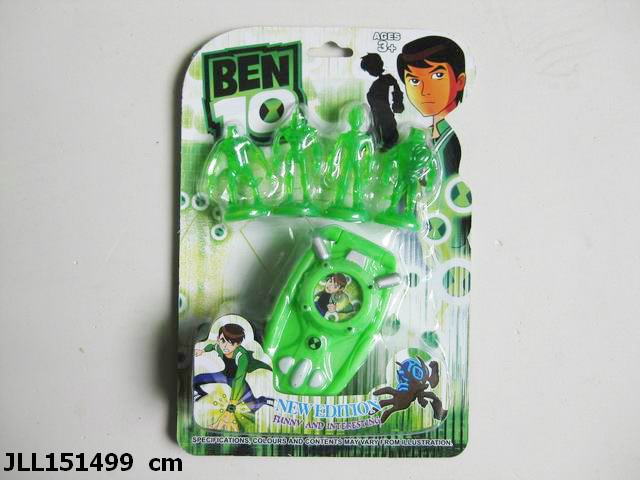 AGES
3+
BEN
10
NEW EDITION
FUNNY AND INTERESTING
SPECIFICATIONS, COLOURS AND CONTENTS MAY VARY FROM ILLUSTRATION.
JLL151499 cm